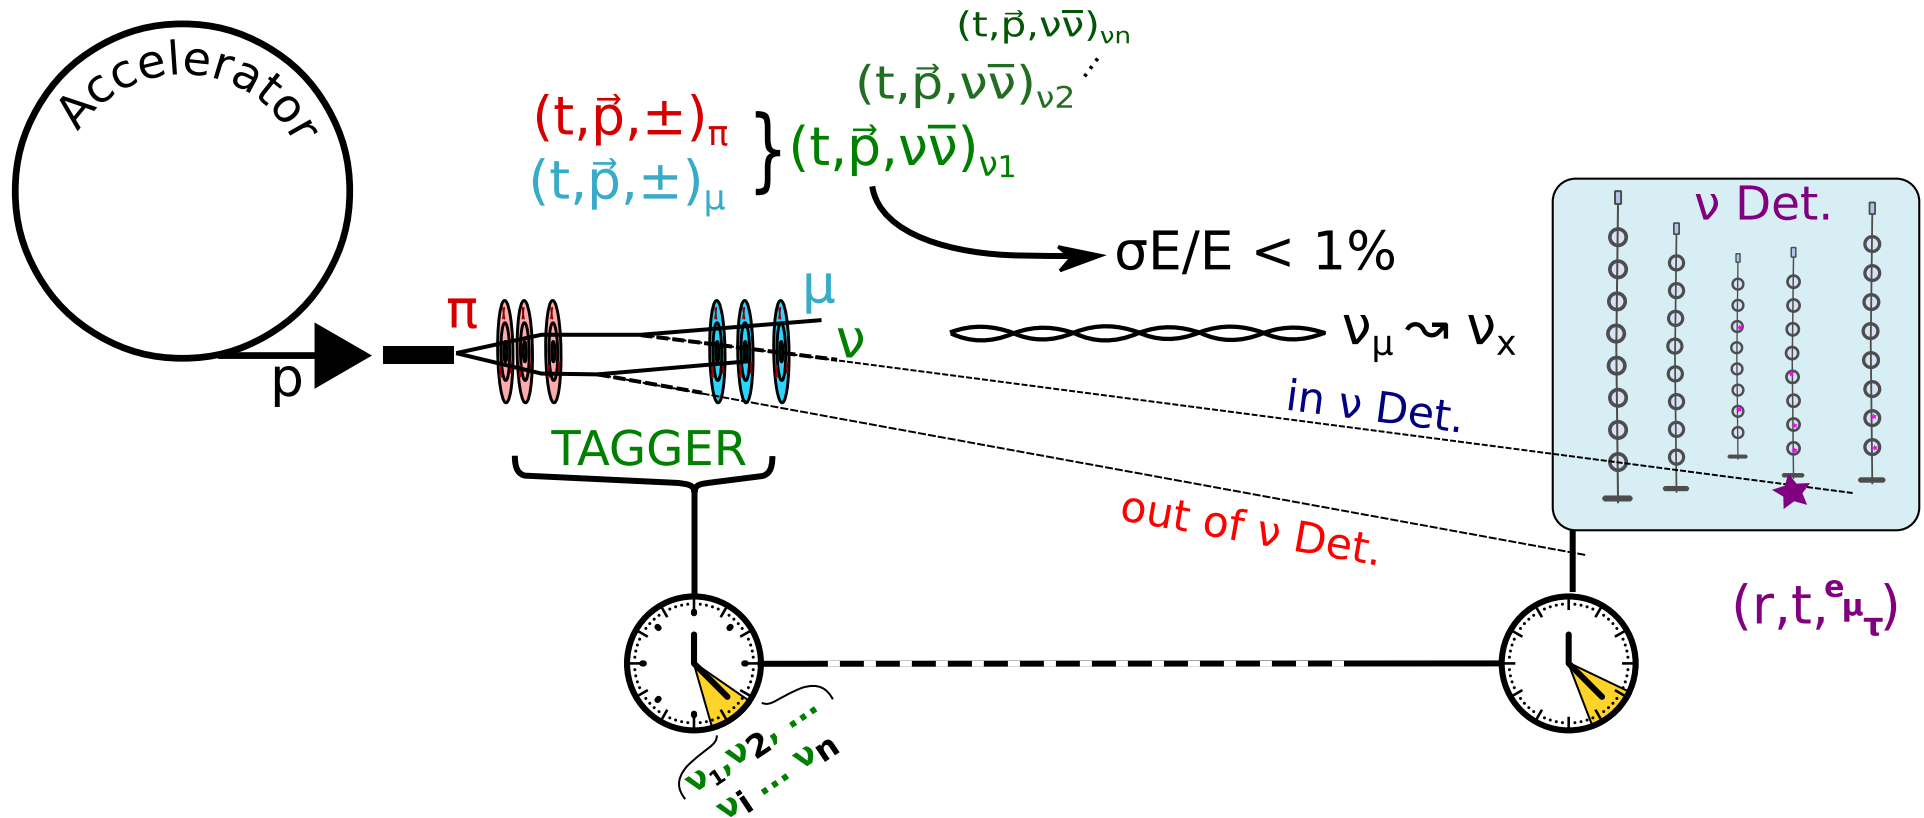 Accelerator
p
(t,p⃗,νν̅)νn
(t,p⃗,νν̅)ν2
(t,p⃗,±)π
(t,p⃗,±)μ
}
(t,p⃗,νν̅)ν1
σE/E < 1%
π
μ
ν
νμ ⤳ νx
ν Det.
in ν Det.
out of ν Det.
TAGGER
(r,t,e μ τ)
ν1,ν2, ...
νi ... νn